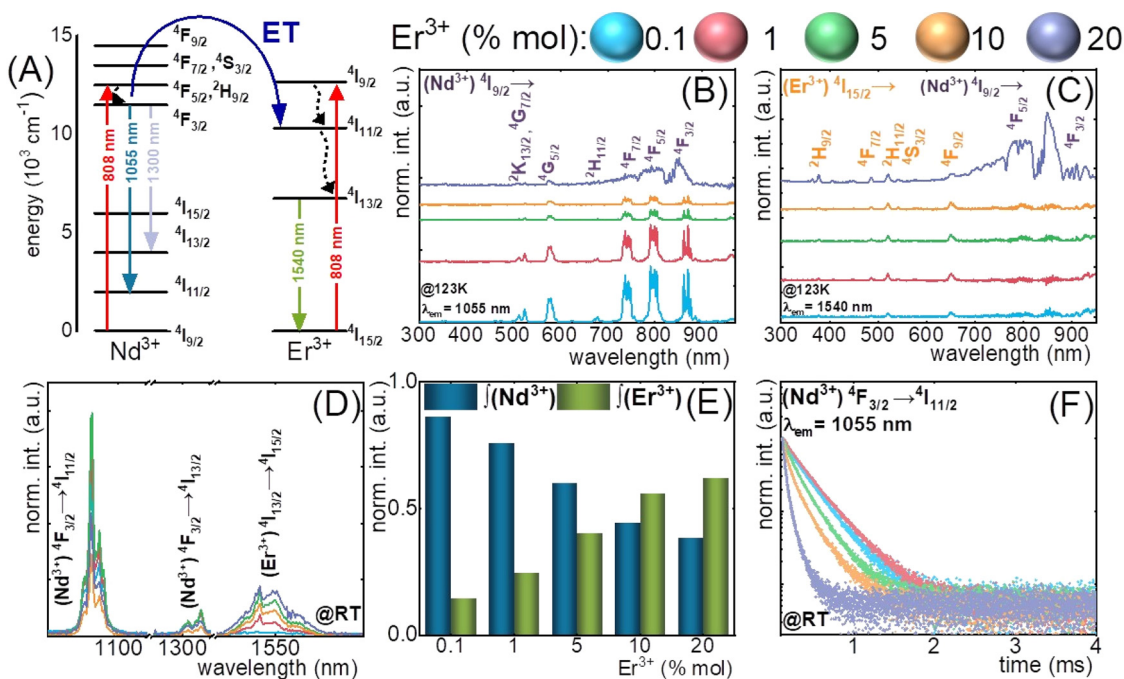 Er³⁺ (% mol): 0.1 1 5 10 20
(A)
ET
⁴F₉/₂
⁴F₇/₂ , ⁴S₃/₂
⁴F₅/₂ , ²H₉/₂
⁴F₃/₂
⁴I₁₅/₂
⁴I₁₃/₂
⁴I₁₁/₂
⁴I₉/₂
⁴I₉/₂
⁴I₁₁/₂
⁴I₁₃/₂
⁴I₁₅/₂
808 nm
1055 nm
1300 nm
1540 nm
808 nm
energy (10³ cm⁻¹)
15
10
5
0
Nd³⁺
Er³⁺
(B)
(Nd³⁺) ⁴I₉/₂→
²K₁₃/₂ , ⁴G₇/₂
⁴G₅/₂
²H₁₁/₂
⁴F₇/₂
⁴F₅/₂
⁴F₃/₂
@123K
λem = 1055 nm
norm. int. (a.u.)
300 400 500 600 700 800 900
wavelength (nm)
(C)
(Er³⁺) ⁴I₁₅/₂→
(Nd³⁺) ⁴I₉/₂→
²H₉/₂
⁴F₇/₂
²H₁₁/₂
⁴S₃/₂
⁴F₉/₂
⁴F₅/₂
⁴F₃/₂
@123K
λem = 1540 nm
norm. int. (a.u.)
300 400 500 600 700 800 900
wavelength (nm)
(D)
(Nd³⁺) ⁴F₃/₂→⁴I₁₁/₂
(Nd³⁺) ⁴F₃/₂→⁴I₁₃/₂
(Er³⁺) ⁴I₁₃/₂→⁴I₁₅/₂
@RT
norm. int. (a.u.)
1100 1300 1550
wavelength (nm)
(E)
∫(Nd³⁺) ∫(Er³⁺)
norm. int. (a.u.)
1.0
0.5
0.0
0.1 1 5 10 20
Er³⁺ (% mol)
(F)
(Nd³⁺) ⁴F₃/₂→⁴I₁₁/₂
λem = 1055 nm
@RT
norm. int. (a.u.)
1 2 3 4
time (ms)